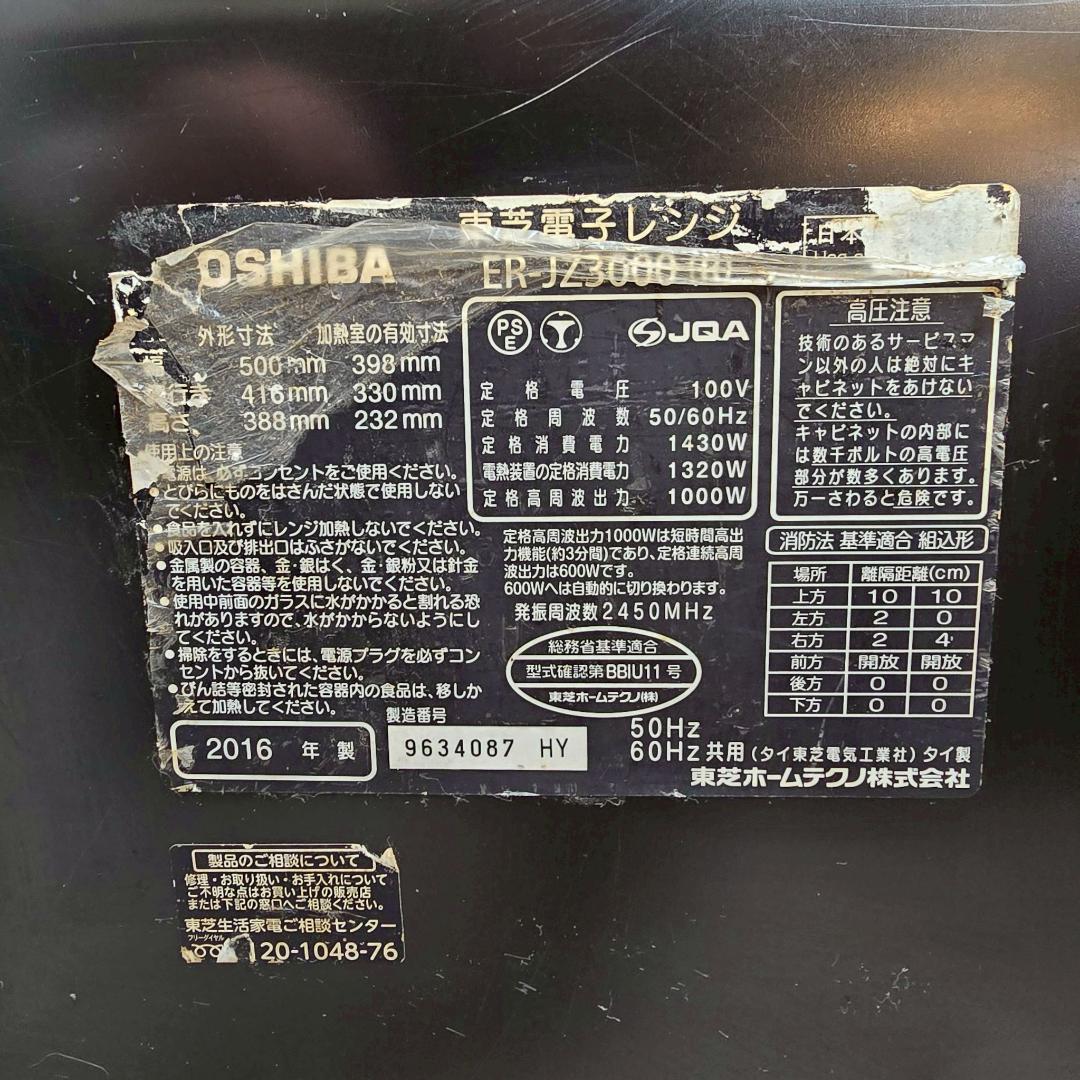 東芝電子レンジ
日本
OSHIBA
ER-JZ3000
外形寸法 加熱室の有効寸法
500mm 398mm
416mm 330mm
高さ 388mm 232mm
使用上の注意
電源は、必ずコンセントをご使用ください。
●とびらにものをはさんだ状態で使用しない
でください。
●食品を入れずにレンジ加熱しないでください。
●吸入口及び排出口はふさがないでください。
●金属製の容器、金・銀はく、金・銀粉又は針金
を用いた容器等を使用しないでください。
●使用中前面のガラスに水がかかると割れる恐
れがありますので、水がかからないようにし
てください。
●掃除をするときには、電源プラグを必ずコン
セントから抜いてください。
●びん詰等密封された容器内の食品は、移しか
えて加熱してください。
2016 年製
製造番号
9634087 HY
PS
E
JQA
定格電圧 100V
定格周波数 50/60Hz
定格消費電力 1430W
電熱装置の定格消費電力 1320W
定格高周波出力 1000W
定格高周波出力1000Wは短時間高出
力機能(約3分間)であり、定格連続高周
波出力は600Wです。
600Wへは自動的に切り換わります。
発振周波数2450MHz
総務省基準適合
型式確認第BBIU11号
東芝ホームテクノ(株)
高圧注意
技術のあるサービスマ
ン以外の人は絶対にキ
ャビネットをあけない
でください。
キャビネットの内部に
は数千ボルトの高電圧
部分が数多くあります。
万一さわると危険です。
消防法 基準適合 組込形
場所 離隔距離(cm)
上方 10 10
左方 2 0
右方 2 4
前方 開放 開放
後方 0 0
下方 0 0
50Hz
60Hz共用(タイ東芝電気工業社)タイ製
東芝ホームテクノ株式会社
製品のご相談について
修理・お取り扱い・お手入れについて
ご不明な点はお買い上げの販売店
または下記の窓口へご相談ください。
東芝生活家電ご相談センター
フリーダイヤル
120-1048-76